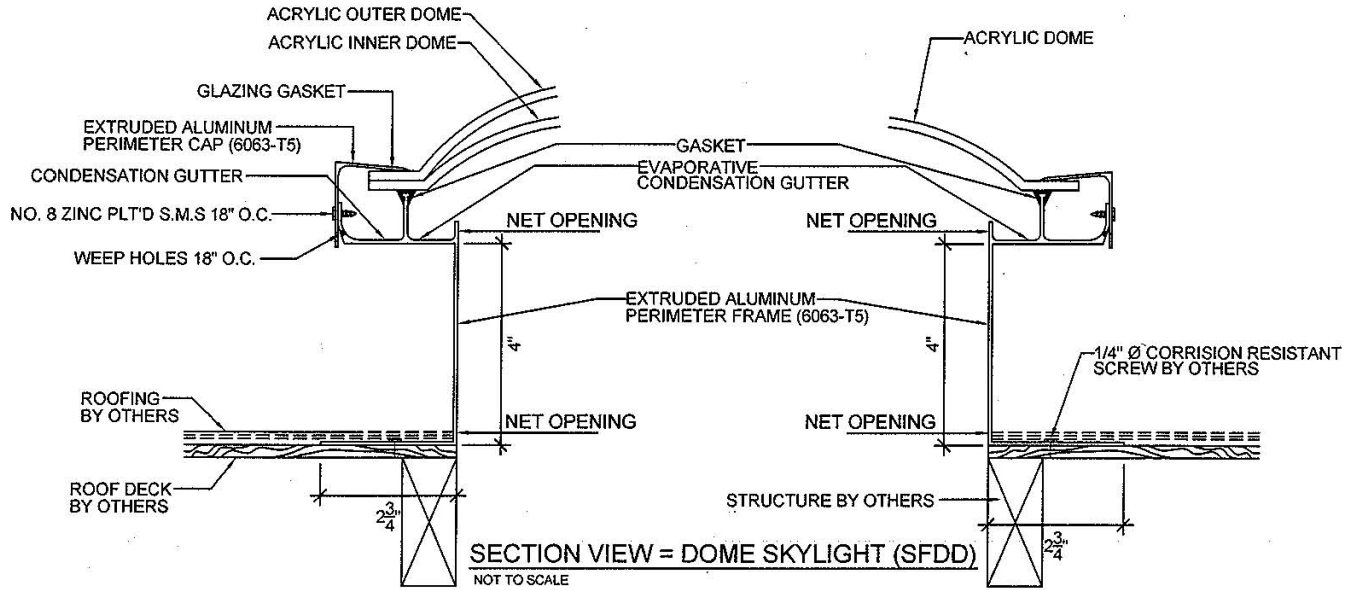 ACRYLIC OUTER DOME
ACRYLIC INNER DOME
ACRYLIC DOME
GLAZING GASKET
EXTRUDED ALUMINUM
PERIMETER CAP (6063-T5)
GASKET
CONDENSATION GUTTER
EVAPORATIVE
CONDENSATION GUTTER
NO. 8 ZINC PLT'D S.M.S 18" O.C.
NET OPENING
NET OPENING
WEEP HOLES 18" O.C.
EXTRUDED ALUMINUM
PERIMETER FRAME (6063-T5)
4"
4"
1/4" Ø CORRISION RESISTANT
SCREW BY OTHERS
ROOFING
BY OTHERS
NET OPENING
NET OPENING
ROOF DECK
BY OTHERS
STRUCTURE BY OTHERS
2 3/4"
2 3/4"
SECTION VIEW = DOME SKYLIGHT (SFDD)
NOT TO SCALE